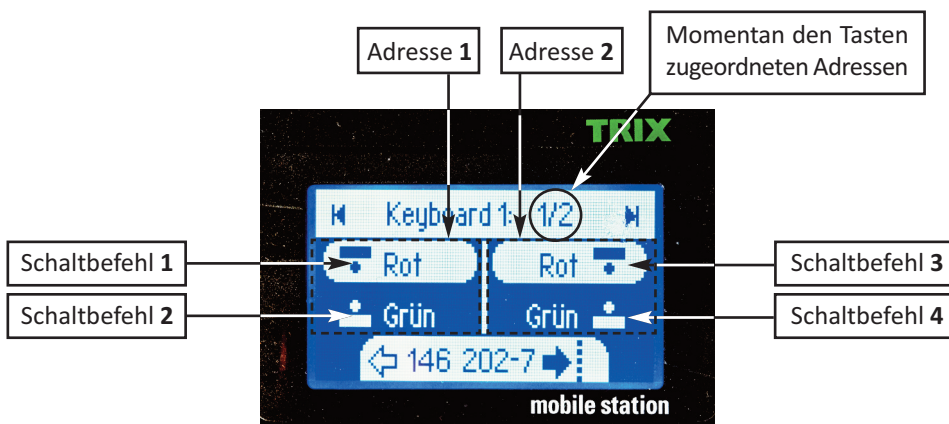 Adresse 1
Adresse 2
Momentan den Tasten
zugeordneten Adressen
TRIX
Keyboard 1: 1/2
Schaltbefehl 1
Rot
Rot
Schaltbefehl 3
Schaltbefehl 2
Grün
Grün
Schaltbefehl 4
146 202-7
mobile station